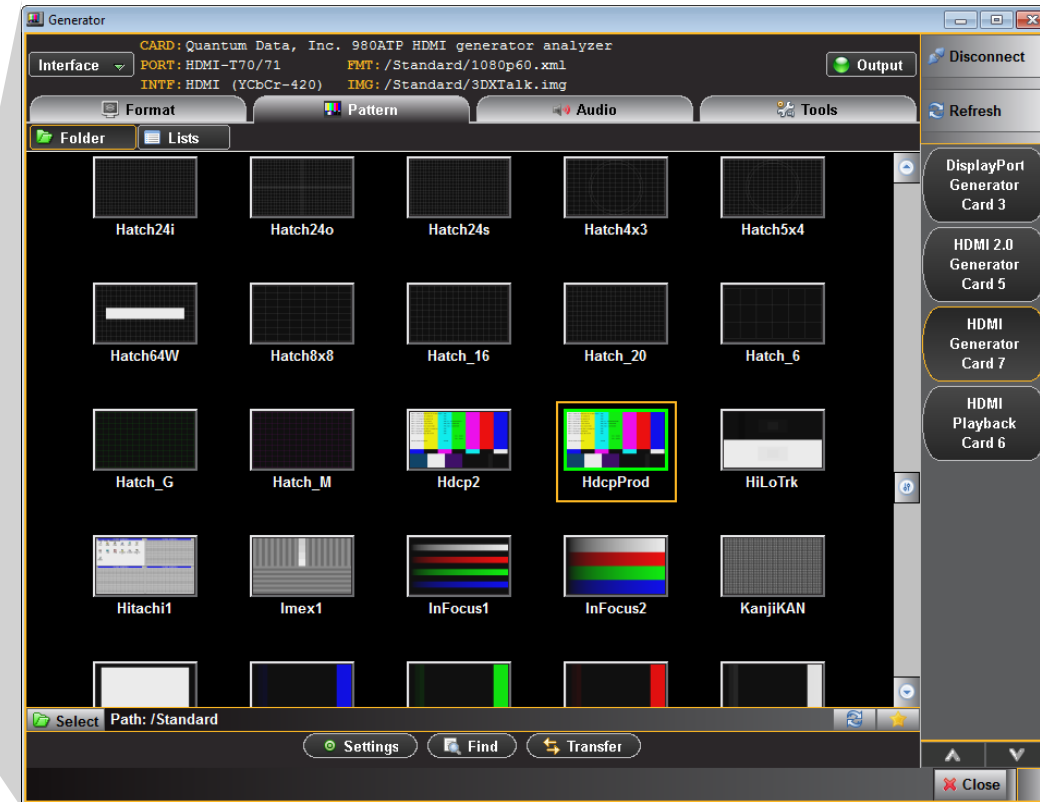 Generator
CARD: Quantum Data, Inc. 980ATP HDMI generator analyzer
Interface PORT: HDMI-T70/71 FMT: /Standard/1080p60.xml Output
INTF: HDMI (YCbCr-420) IMG: /Standard/3DXTalk.img
Disconnect
Format Pattern Audio Tools
Refresh
Folder Lists
Hatch24i Hatch24o Hatch24s Hatch4x3 Hatch5x4
Hatch64W Hatch8x8 Hatch_16 Hatch_20 Hatch_6
Hatch_G Hatch_M Hdcp2 HdcpProd HiLoTrk
Hitachi1 Imex1 InFocus1 InFocus2 KanjiKAN
Select Path: /Standard
Settings Find Transfer
DisplayPort
Generator
Card 3
HDMI 2.0
Generator
Card 5
HDMI
Generator
Card 7
HDMI
Playback
Card 6
Close